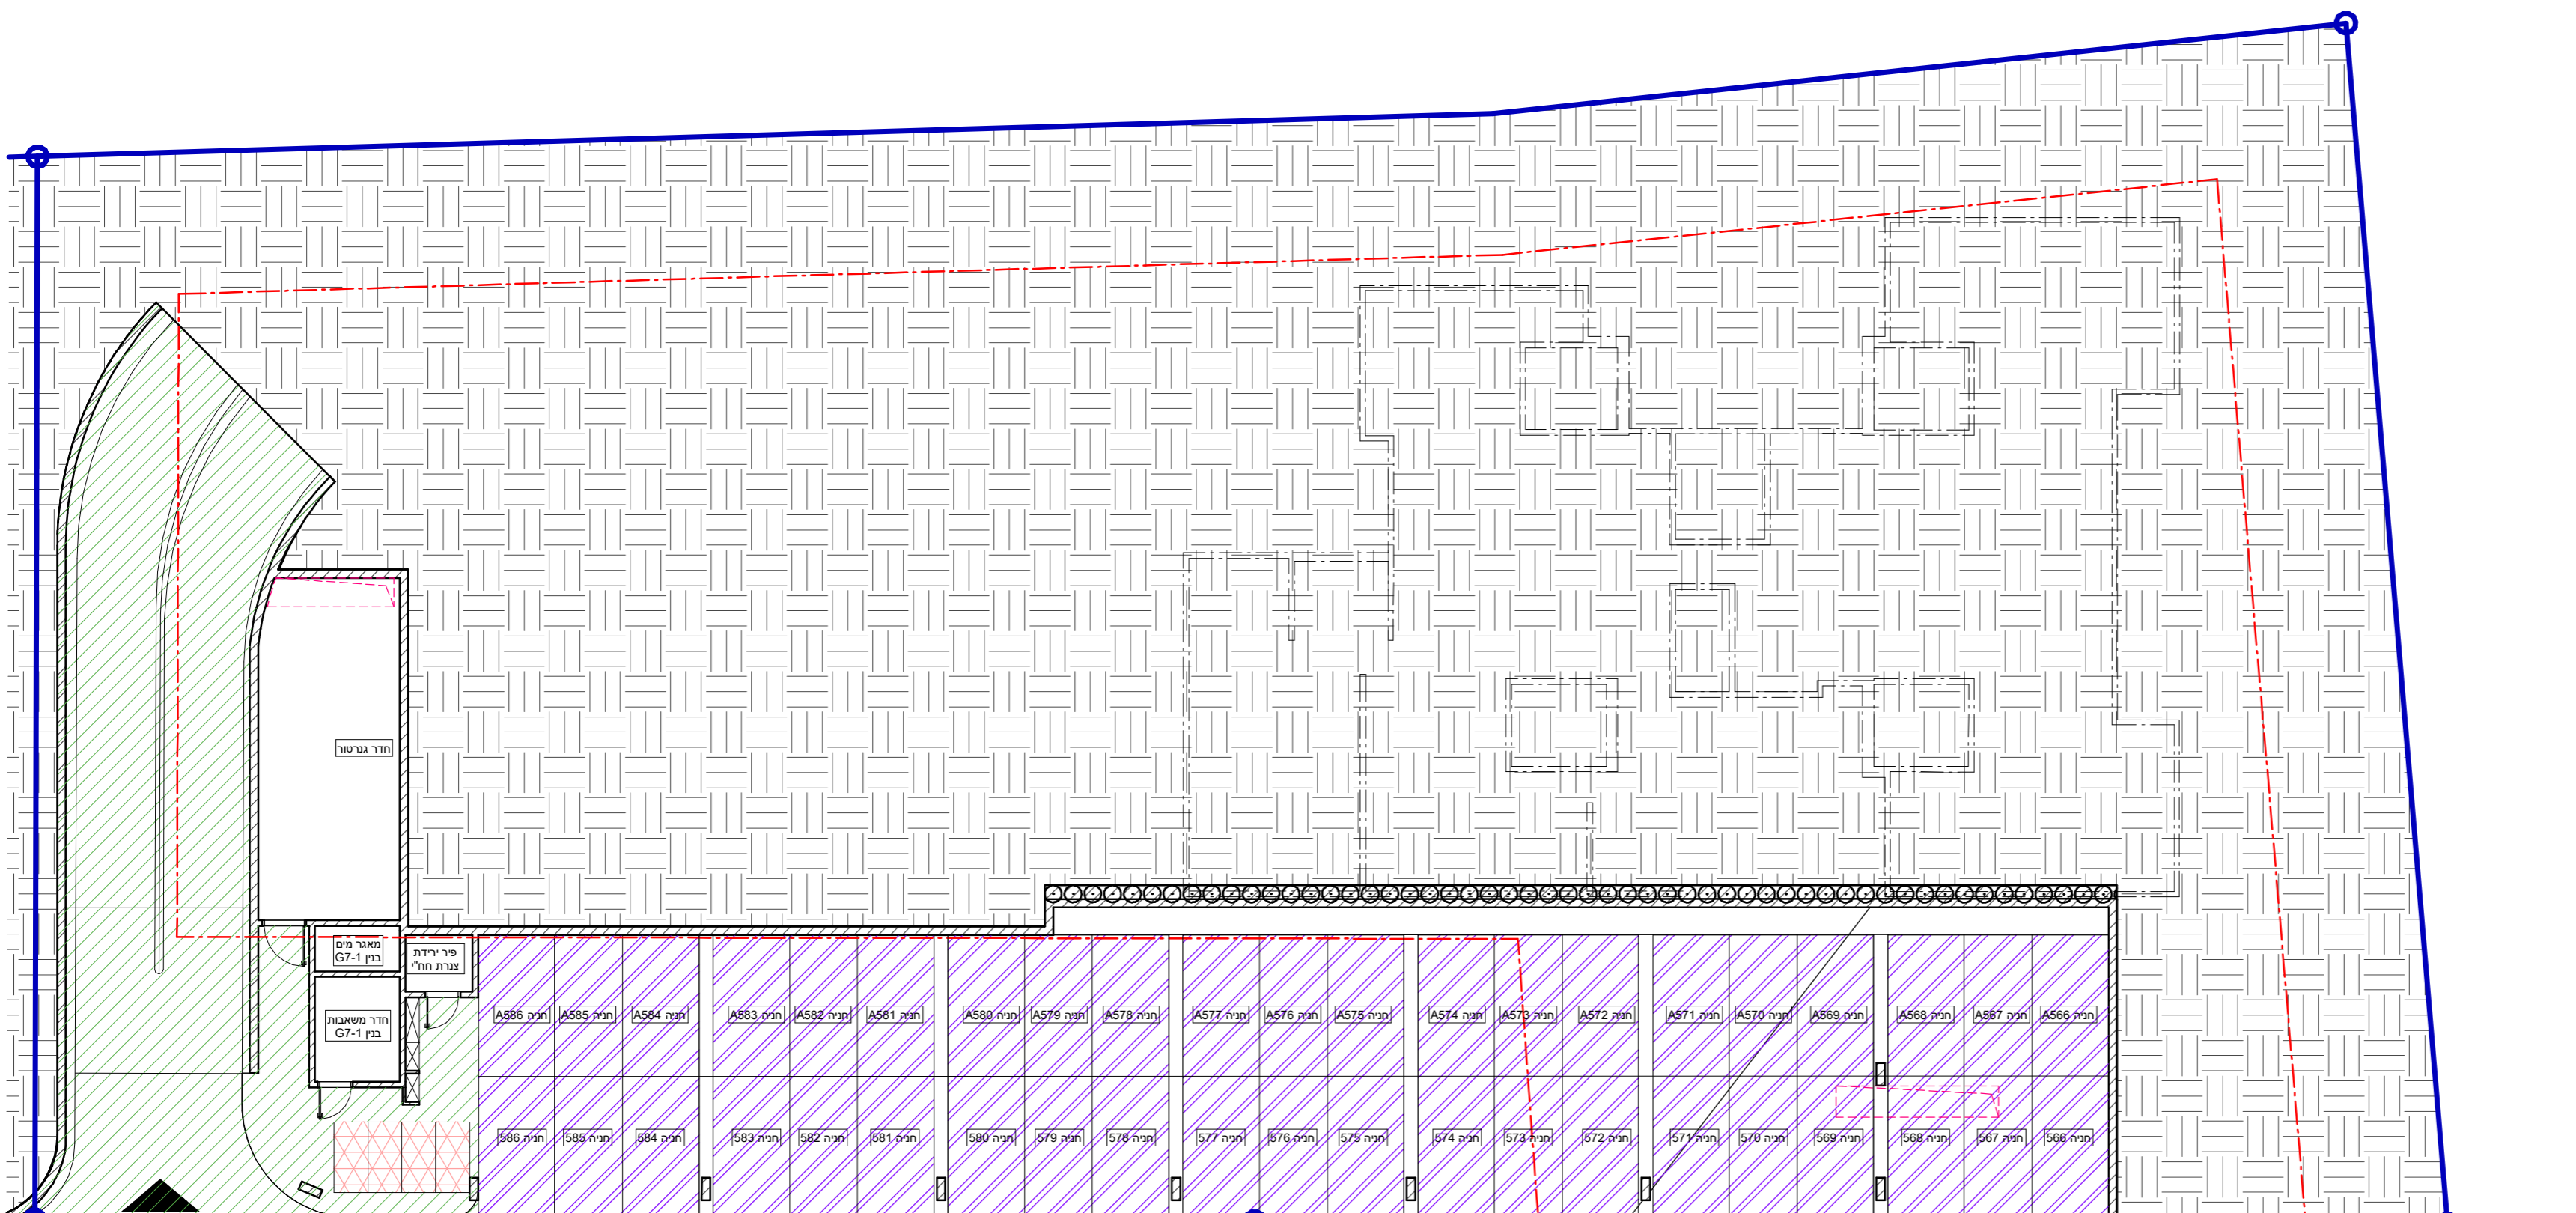 חדר גנרטור
מאגר מים
בנין G7-1
פיר ירידת
צנרת חח"י
חדר משאבות
בנין G7-1
חניה A586
חניה A585
חניה A584
חניה A583
חניה A582
חניה A581
חניה A580
חניה A579
חניה A578
חניה A577
חניה A576
חניה A575
חניה A574
חניה A573
חניה A572
חניה A571
חניה A570
חניה A569
חניה A568
חניה A567
חניה A566
חניה 586
חניה 585
חניה 584
חניה 583
חניה 582
חניה 581
חניה 580
חניה 579
חניה 578
חניה 577
חניה 576
חניה 575
חניה 574
חניה 573
חניה 572
חניה 571
חניה 570
חניה 569
חניה 568
חניה 567
חניה 566